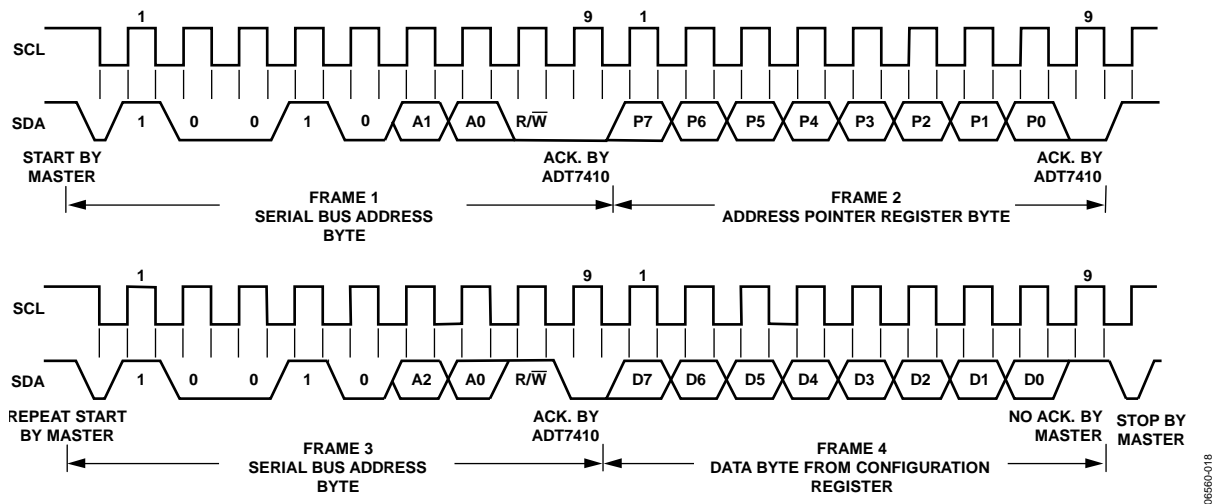 1 9 1 9
SCL
SDA 1 0 0 1 0 A1 A0 R/W̅ P7 P6 P5 P4 P3 P2 P1 P0
START BY
MASTER
ACK. BY
ADT7410
ACK. BY
ADT7410
FRAME 1
SERIAL BUS ADDRESS
BYTE
FRAME 2
ADDRESS POINTER REGISTER BYTE
1 9 1 9
SCL
SDA 1 0 0 1 0 A2 A0 R/W̅ D7 D6 D5 D4 D3 D2 D1 D0
REPEAT START
BY MASTER
ACK. BY
ADT7410
NO ACK. BY
MASTER
STOP BY
MASTER
FRAME 3
SERIAL BUS ADDRESS
BYTE
FRAME 4
DATA BYTE FROM CONFIGURATION
REGISTER
06560-018